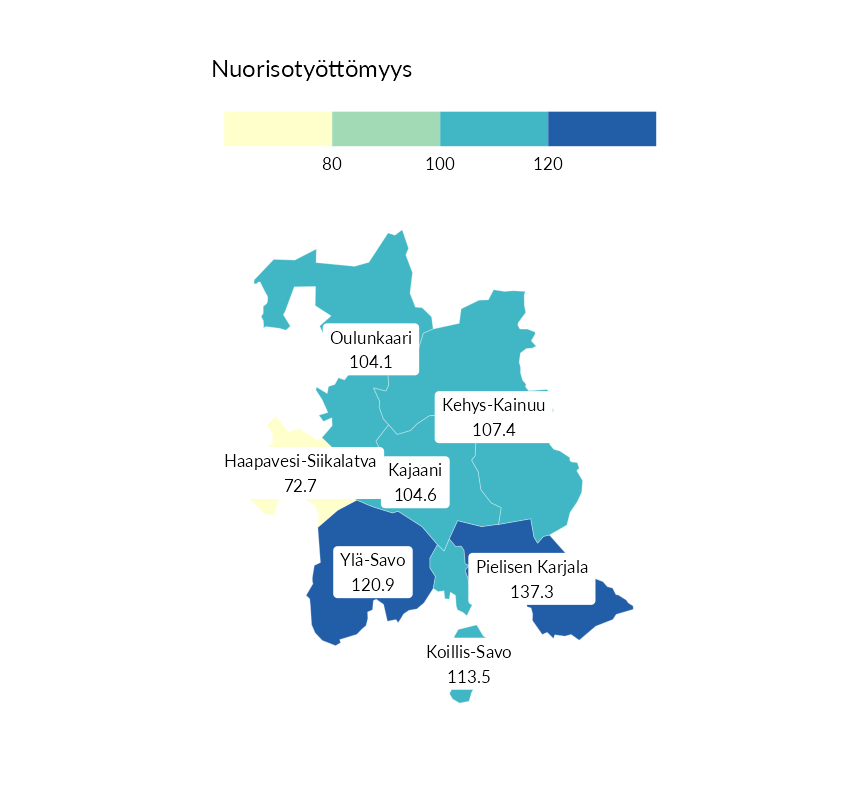 Nuorisotyöttömyys
80
100
120
Oulunkaari
104.1
Kehys-Kainuu
107.4
Haapavesi-Siikalatva
72.7
Kajaani
104.6
Ylä-Savo
120.9
Pielisen Karjala
137.3
Koillis-Savo
113.5